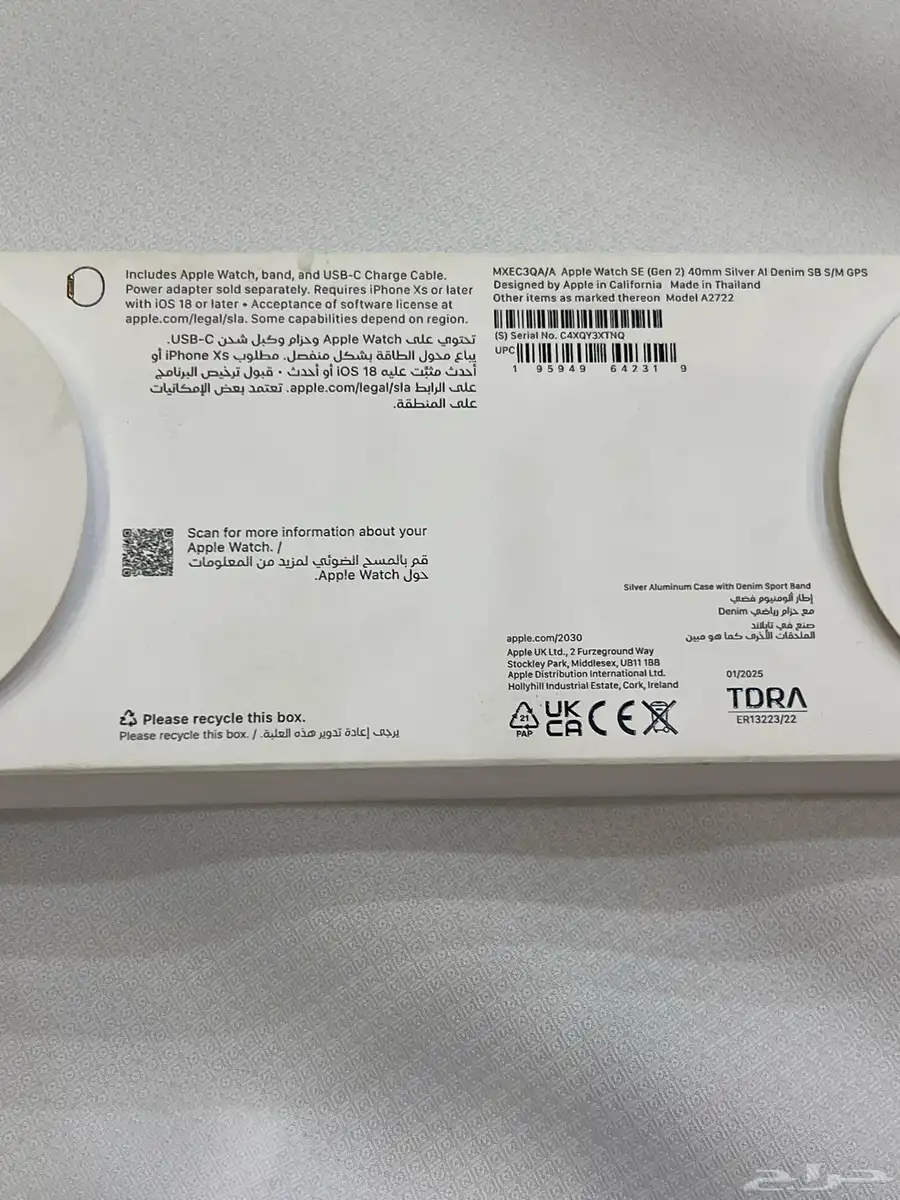 Includes Apple Watch, band, and USB-C Charge Cable.
Power adapter sold separately. Requires iPhone Xs or later
with iOS 18 or later • Acceptance of software license at
apple.com/legal/sla. Some capabilities depend on region.
تحتوي على Apple Watch وحزام وكبل شحن USB-C.
يباع محول الطاقة بشكل منفصل. مطلوب iPhone XS أو
أحدث مثبّت عليه iOS 18 أو أحدث • قبول ترخيص البرنامج
على الرابط apple.com/legal/sla. تعتمد بعض الإمكانيات
على المنطقة.
MXEC3QA/A Apple Watch SE (Gen 2) 40mm Silver Al Denim SB S/M GPS
Designed by Apple in California Made in Thailand
Other items as marked thereon Model A2722
(S) Serial No. C4XQY3XTNQ
UPC
1 95949 64231 9
Scan for more information about your
Apple Watch. /
قم بالمسح الضوئي لمزيد من المعلومات
حول Apple Watch.
Silver Aluminum Case with Denim Sport Band
إطار ألومنيوم فضي
مع حزام رياضي Denim
صنع في تايلاند
الملحقات الأخرى كما هو مبين
apple.com/2030
Apple UK Ltd., 2 Furzeground Way
Stockley Park, Middlesex, UB11 1BB
Apple Distribution International Ltd.
Hollyhill Industrial Estate, Cork, Ireland
01/2025
TDRA
ER13223/22
21
PAP
UK
CA
CE
Please recycle this box.
Please recycle this box. / يرجى إعادة تدوير هذه العلبة.
حراج